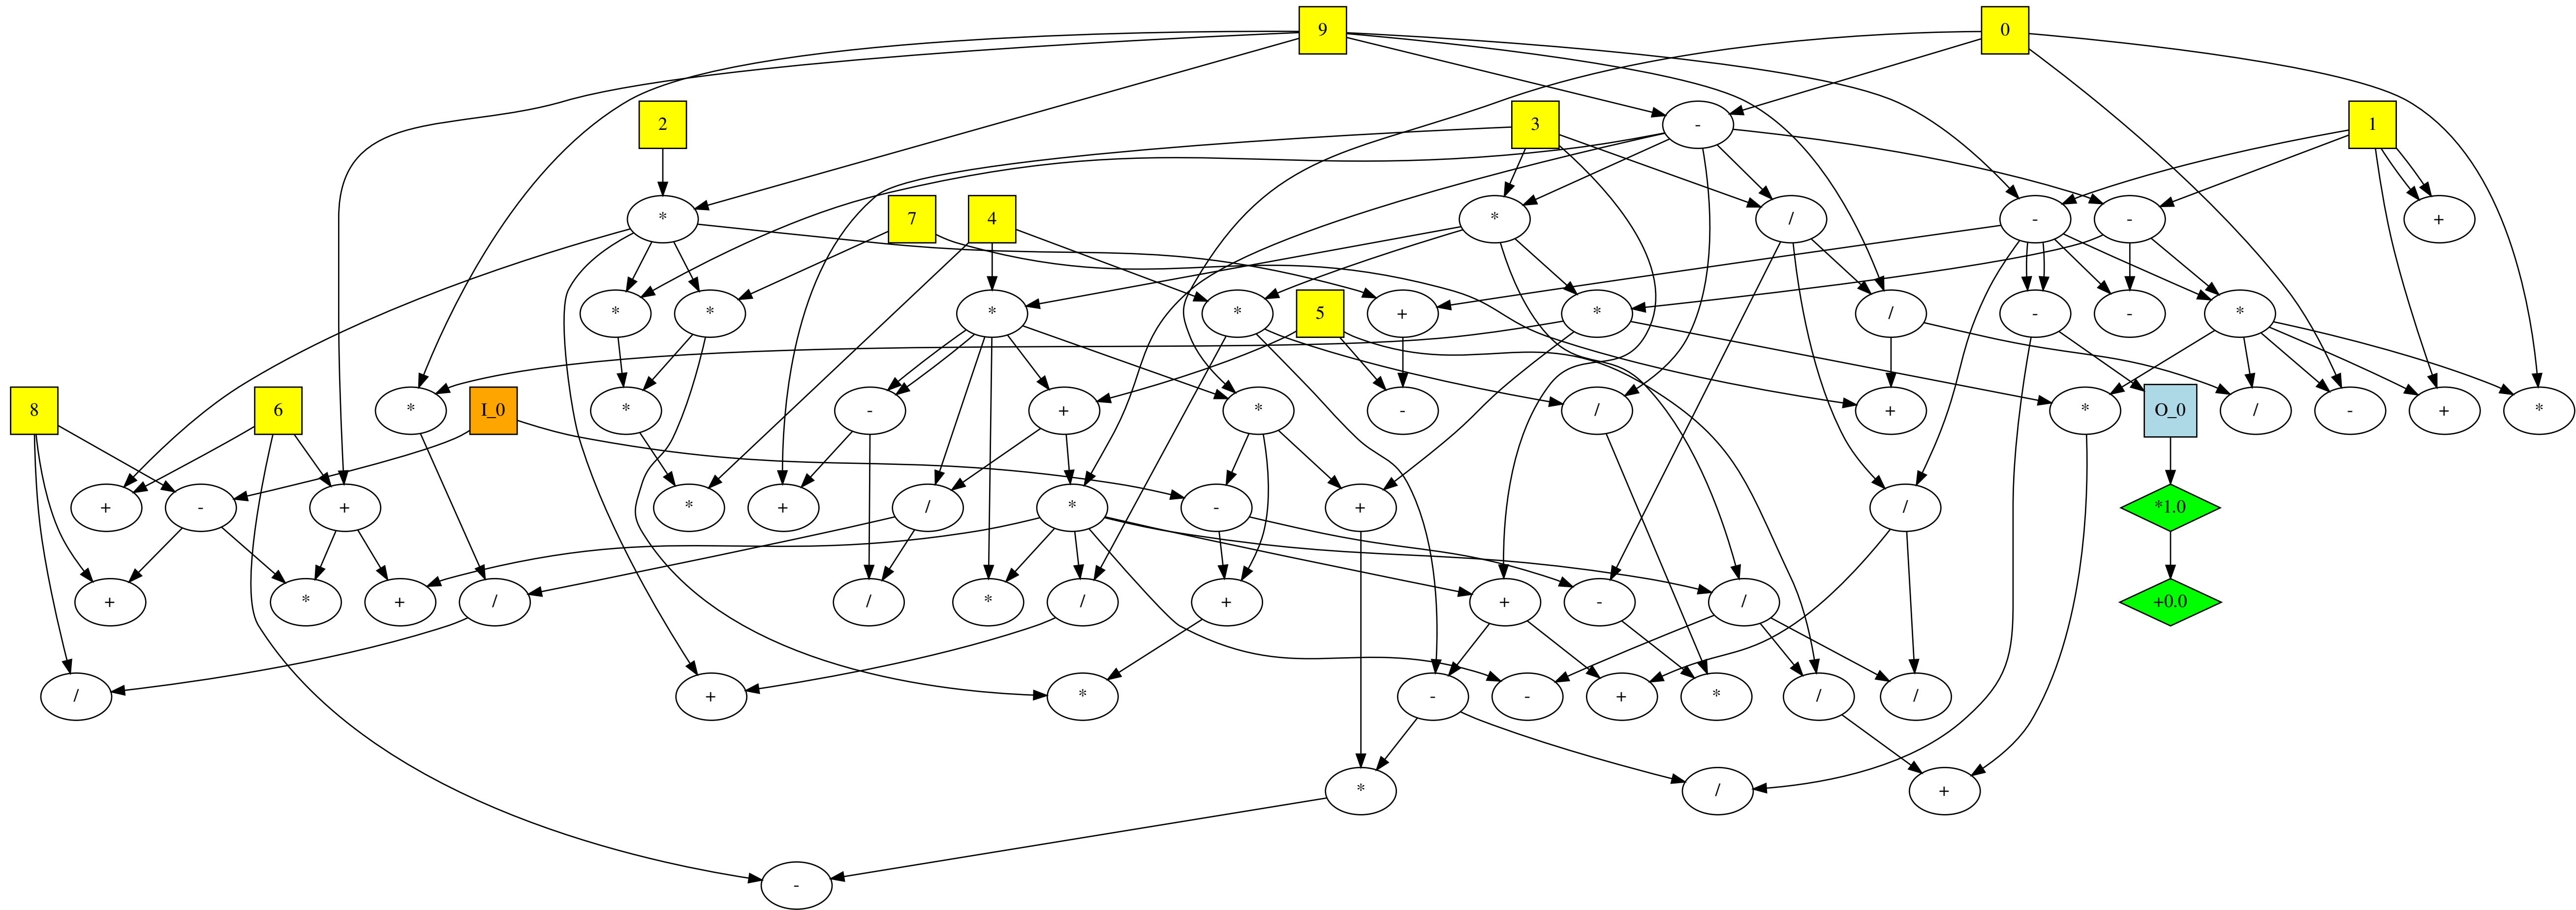 9 0
2 3 - 1
* 7 4 * / - - +
* * * * 5 + * / - - *
8 6 * I_0 * - + * - / + * O_0 / - + *
+ - + * + / * - + / *1.0
+ * + / / * / + + - / +0.0
/ + * - - + * / /
* / +
-